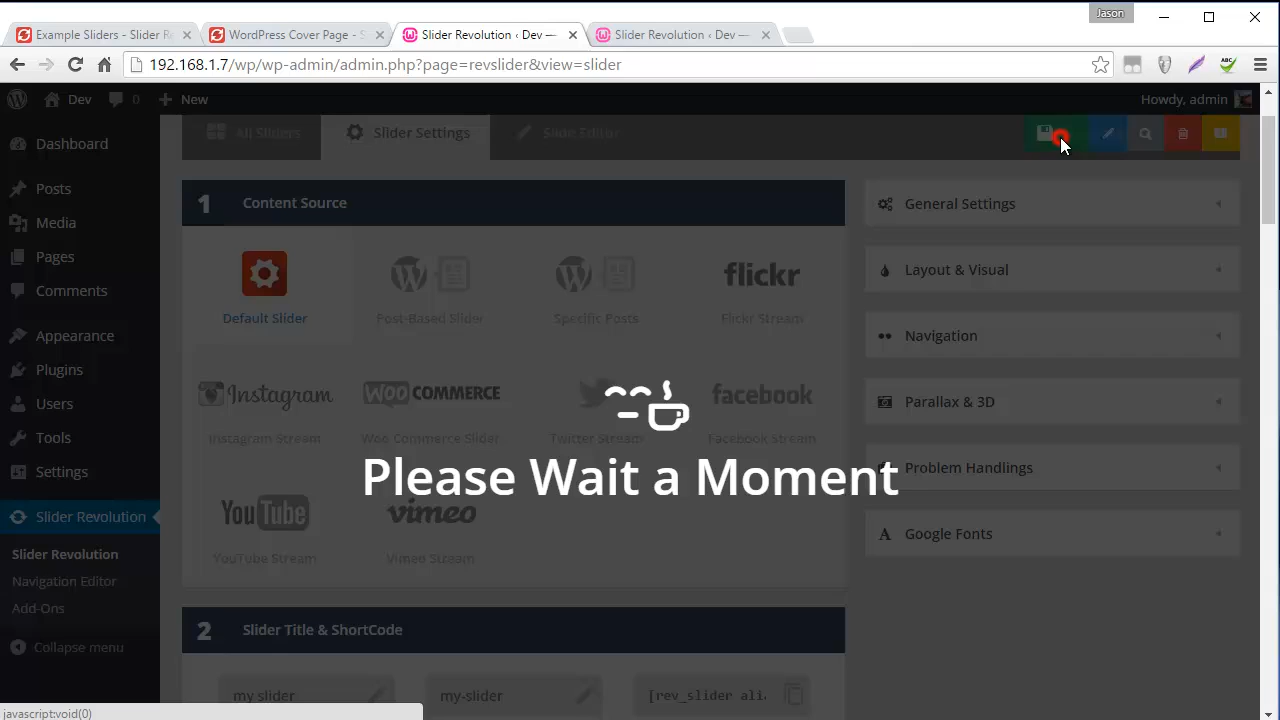 Jason
Example Sliders - Slider R
WordPress Cover Page - S
Slider Revolution ‹ Dev —
Slider Revolution ‹ Dev —
192.168.1.7/wp/wp-admin/admin.php?page=revslider&view=slider
ABC
Dev
0
New
Howdy, admin
Dashboard
Posts
Media
Pages
Comments
Appearance
Plugins
Users
Tools
Settings
Slider Revolution
Slider Revolution
Navigation Editor
Add-Ons
Collapse menu
All Sliders
Slider Settings
Slide Editor
1 Content Source
Default Slider
Post-Based Slider
Specific Posts
flickr
Flickr Stream
Instagram
Instagram Stream
WOO COMMERCE
Woo Commerce Slider
Twitter Stream
facebook
Facebook Stream
YouTube
YouTube Stream
vimeo
Vimeo Stream
Please Wait a Moment
2 Slider Title & ShortCode
my slider
my-slider
[rev_slider ali
General Settings
Layout & Visual
Navigation
Parallax & 3D
Problem Handlings
Google Fonts
javascript:void(0)